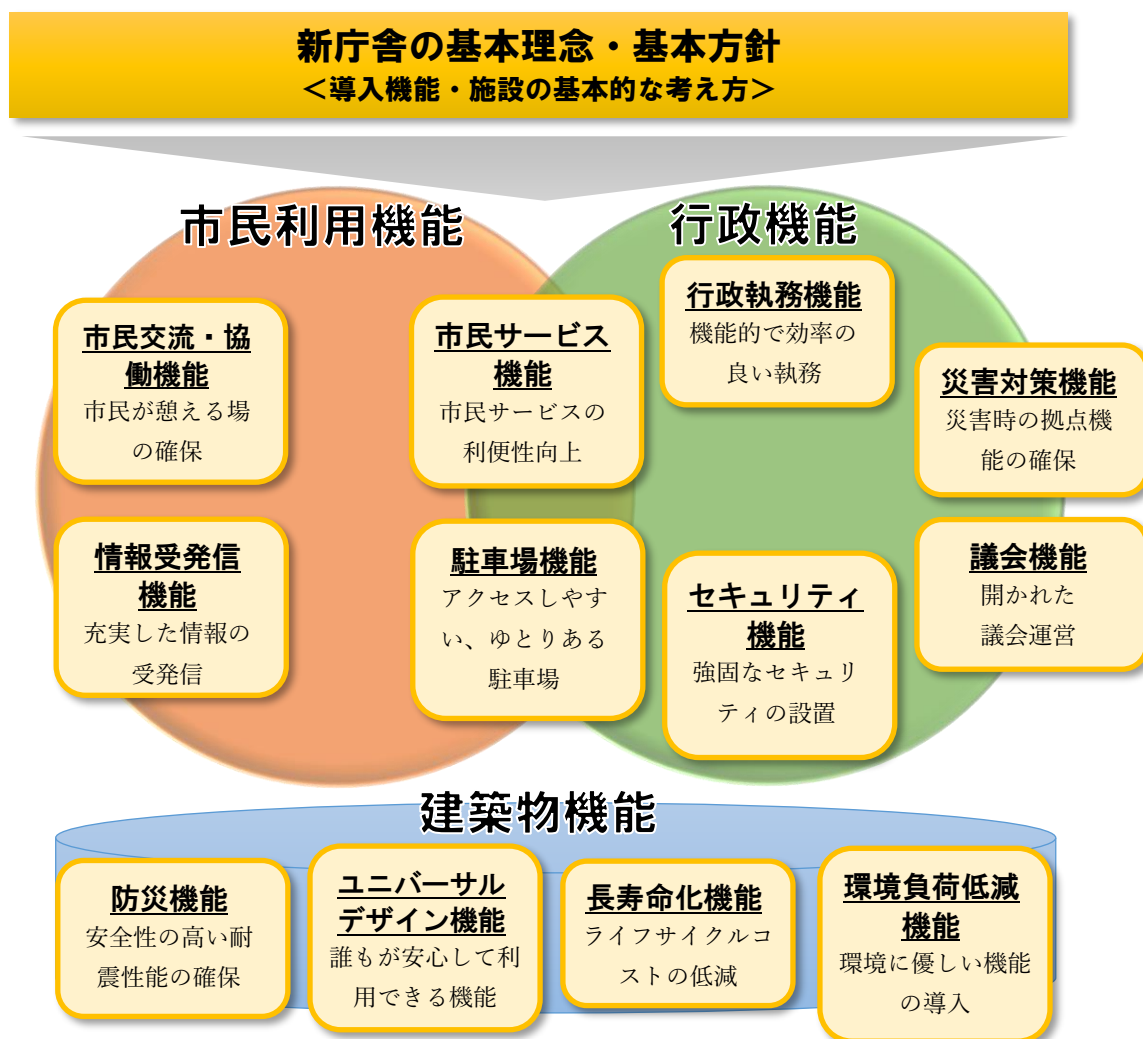 新庁舎の基本理念・基本方針
＜導入機能・施設の基本的な考え方＞
市民利用機能
行政機能
市民交流・協
働機能
市民が憩える場
の確保
市民サービス
機能
市民サービスの
利便性向上
行政執務機能
機能的で効率の
良い執務
災害対策機能
災害時の拠点機
能の確保
情報受発信
機能
充実した情報の
受発信
駐車場機能
アクセスしやす
い、ゆとりある
駐車場
セキュリティ
機能
強固なセキュリ
ティの設置
議会機能
開かれた
議会運営
建築物機能
防災機能
安全性の高い耐
震性能の確保
ユニバーサル
デザイン機能
誰もが安心して利
用できる機能
長寿命化機能
ライフサイクルコ
ストの低減
環境負荷低減
機能
環境に優しい機能
の導入